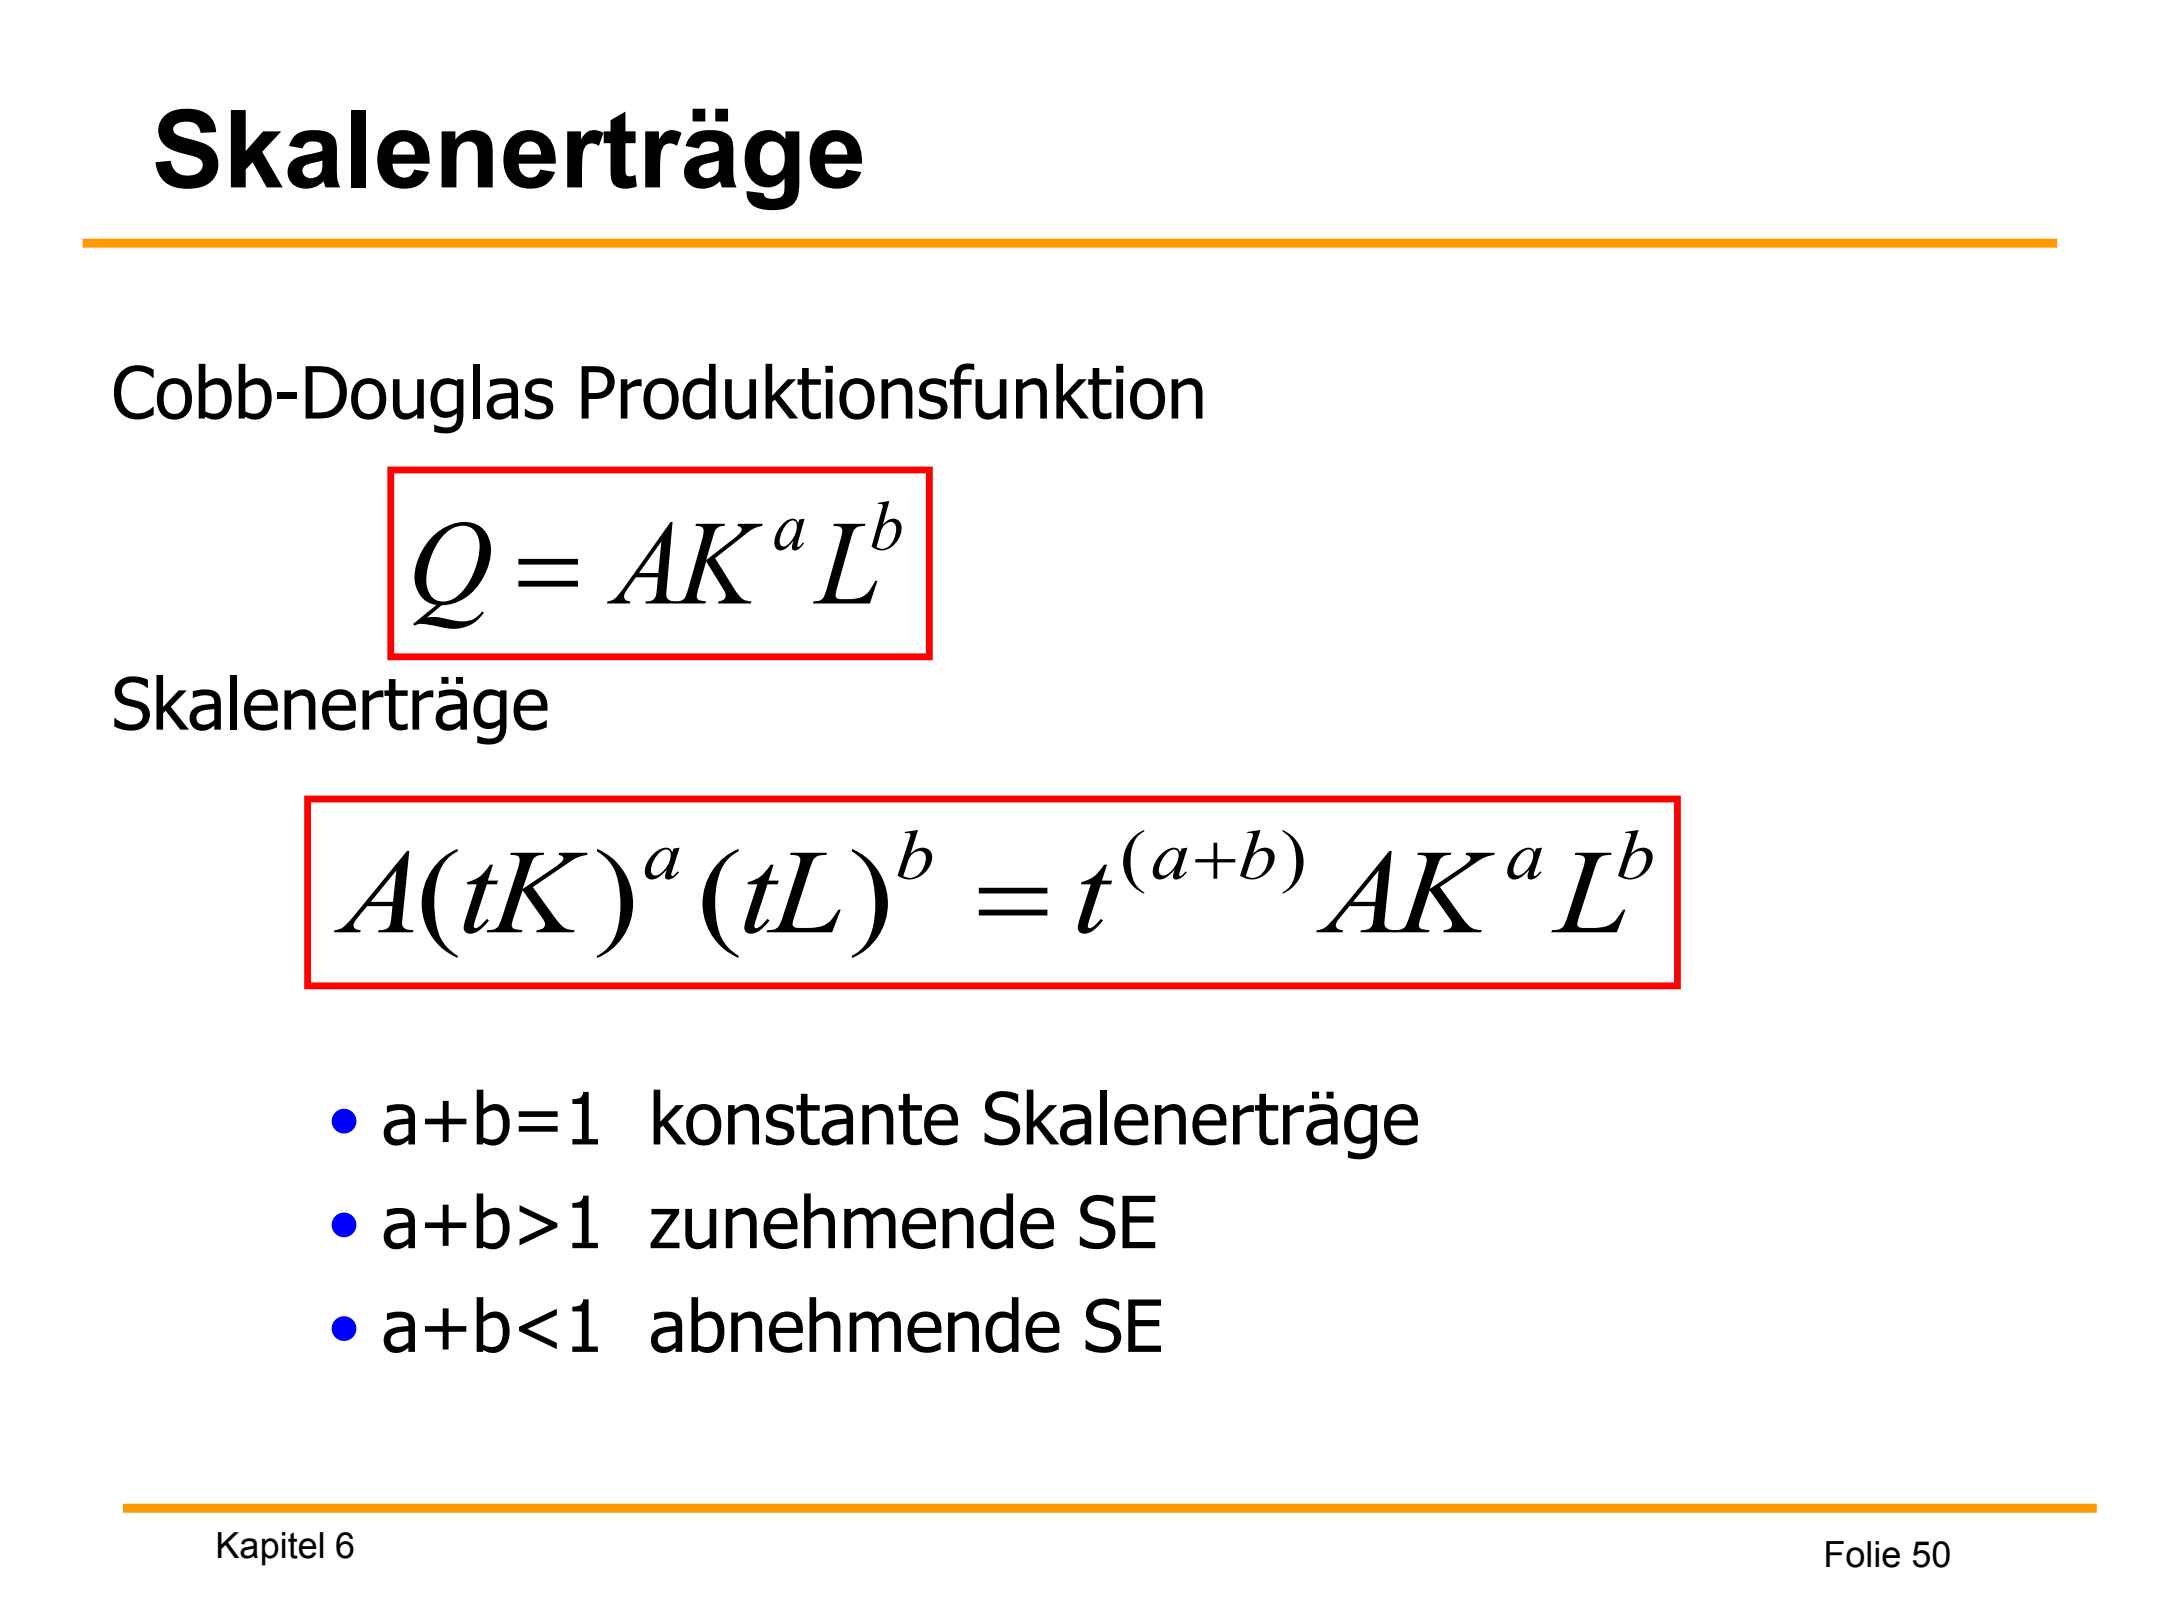 Skalenerträge
Cobb-Douglas Produktionsfunktion
Q = AK^a L^b
Skalenerträge
A(tK)^a (tL)^b = t^(a+b) AK^a L^b
• a+b=1 konstante Skalenerträge
• a+b>1 zunehmende SE
• a+b<1 abnehmende SE
Kapitel 6
Folie 50